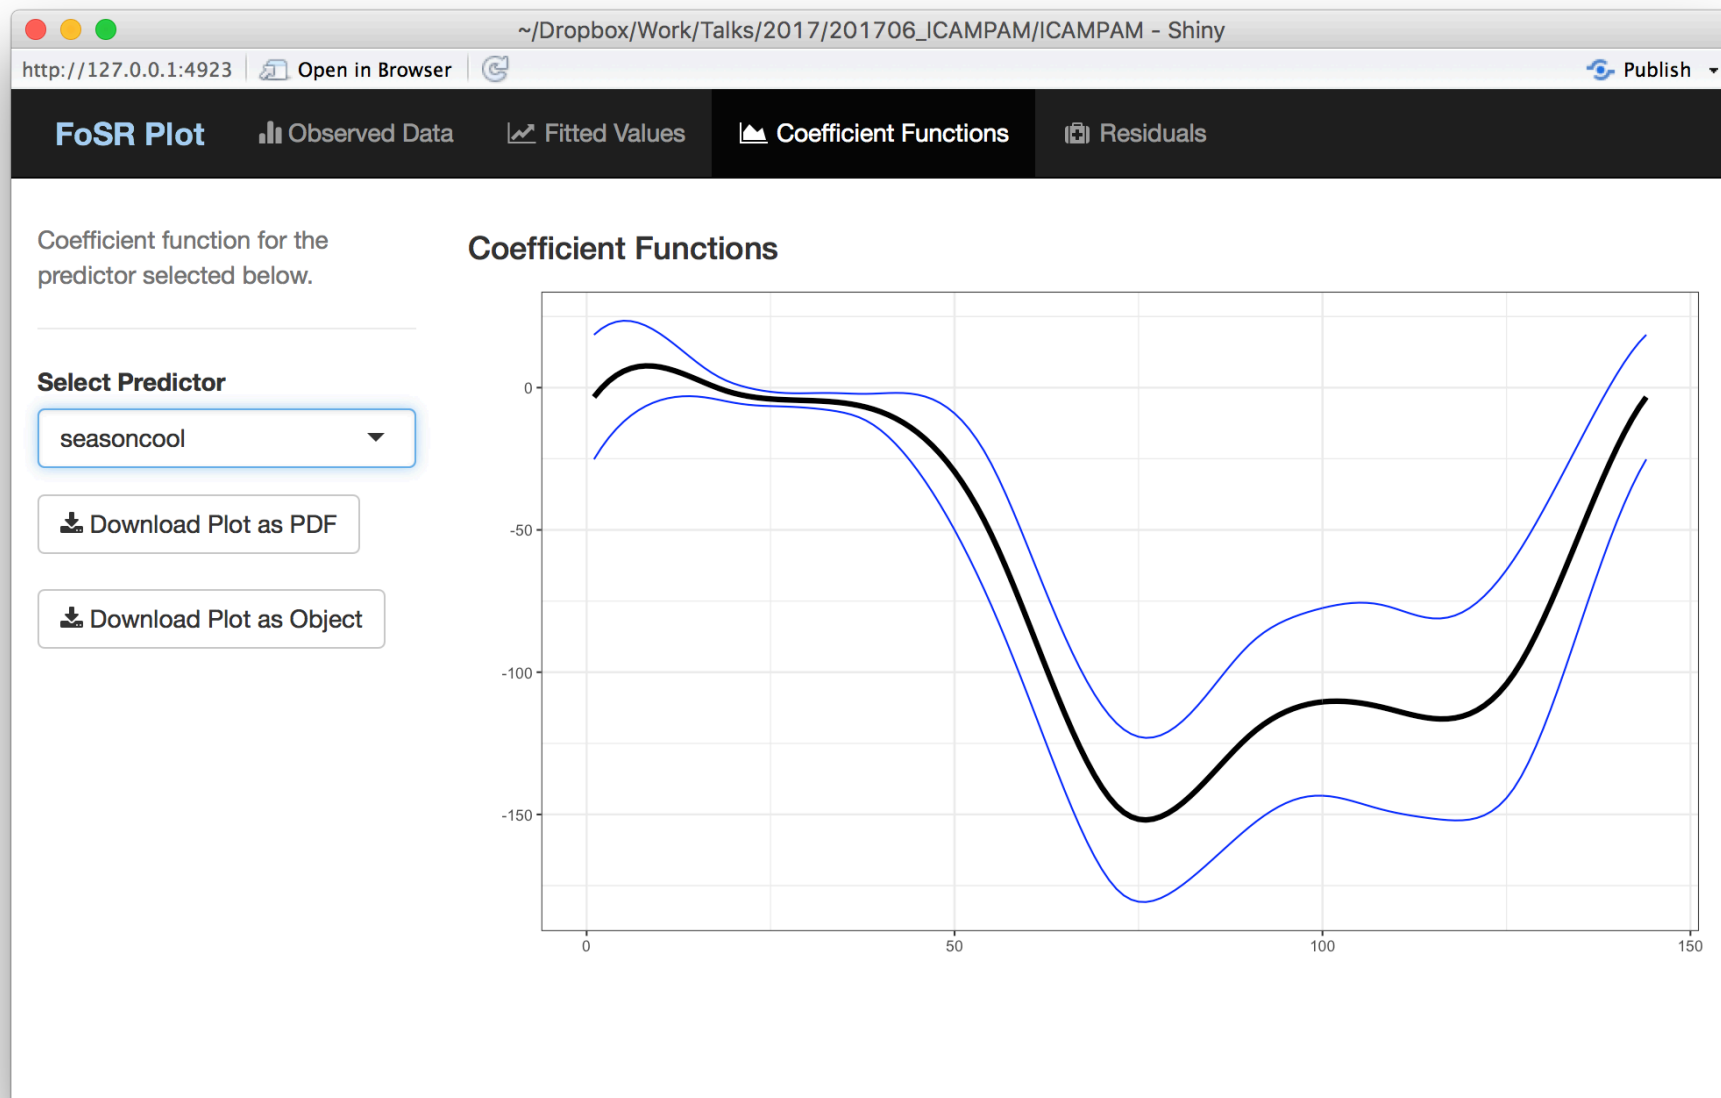 ~/Dropbox/Work/Talks/2017/201706_ICAMPAM/ICAMPAM - Shiny
http://127.0.0.1:4923 Open in Browser Publish
FoSR Plot Observed Data Fitted Values Coefficient Functions Residuals
Coefficient function for the
predictor selected below.
Select Predictor
seasoncool
Download Plot as PDF
Download Plot as Object
Coefficient Functions
0
-50
-100
-150
0 50 100 150